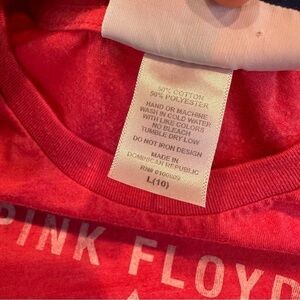 50% COTTON
50% POLYESTER
HAND OR MACHINE
WASH IN COLD WATER
WITH LIKE COLORS
NO BLEACH
TUMBLE DRY LOW
DO NOT IRON DESIGN
MADE IN
DOMINICAN REPUBLIC
RN#
L(10)
PINK FLOYD